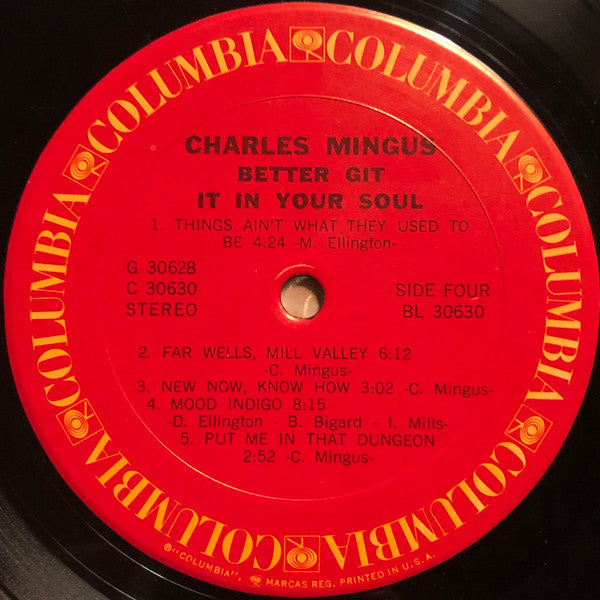 COLUMBIA COLUMBIA COLUMBIA COLUMBIA COLUMBIA COLUMBIA
CHARLES MINGUS
BETTER GIT
IT IN YOUR SOUL
1. THINGS AIN'T WHAT THEY USED TO
BE 4:24 -M. Ellington-
G 30628
C 30630
STEREO
SIDE FOUR
BL 30630
2. FAR WELLS, MILL VALLEY 6:12
-C. Mingus-
3. NEW NOW, KNOW HOW 3:02 -C. Mingus-
4. MOOD INDIGO 8:15
-D. Ellington - B. Bigard - I. Mills-
5. PUT ME IN THAT DUNGEON
2:52 -C. Mingus-
®"COLUMBIA", MARCAS REG. PRINTED IN U.S.A.